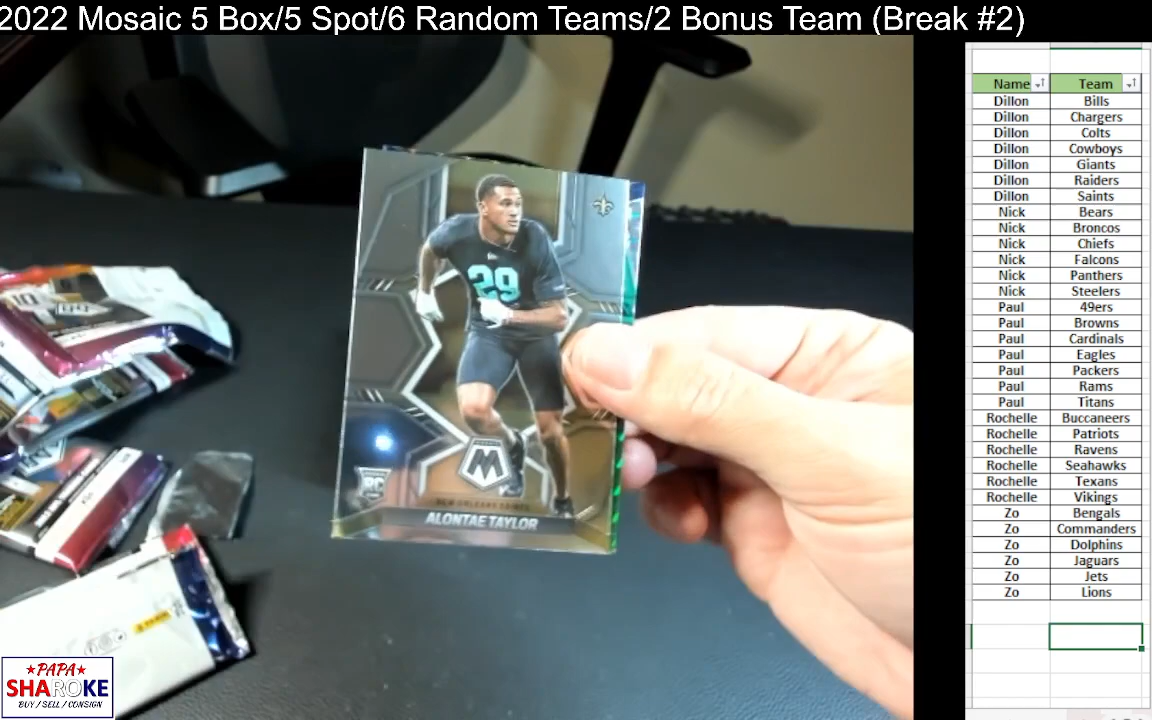 2022 Mosaic 5 Box/5 Spot/6 Random Teams/2 Bonus Team (Break #2)
Name Team
Dillon Bills
Dillon Chargers
Dillon Colts
Dillon Cowboys
Dillon Giants
Dillon Raiders
Dillon Saints
Nick Bears
Nick Broncos
Nick Chiefs
Nick Falcons
Nick Panthers
Nick Steelers
Paul 49ers
Paul Browns
Paul Cardinals
Paul Eagles
Paul Packers
Paul Rams
Paul Titans
Rochelle Buccaneers
Rochelle Patriots
Rochelle Ravens
Rochelle Seahawks
Rochelle Texans
Rochelle Vikings
Zo Bengals
Zo Commanders
Zo Dolphins
Zo Jaguars
Zo Jets
Zo Lions
29
M
RC
NEW ORLEANS SAINTS
ALONTAE TAYLOR
PAPA
SHAROKE
BUY / SELL / CONSIGN